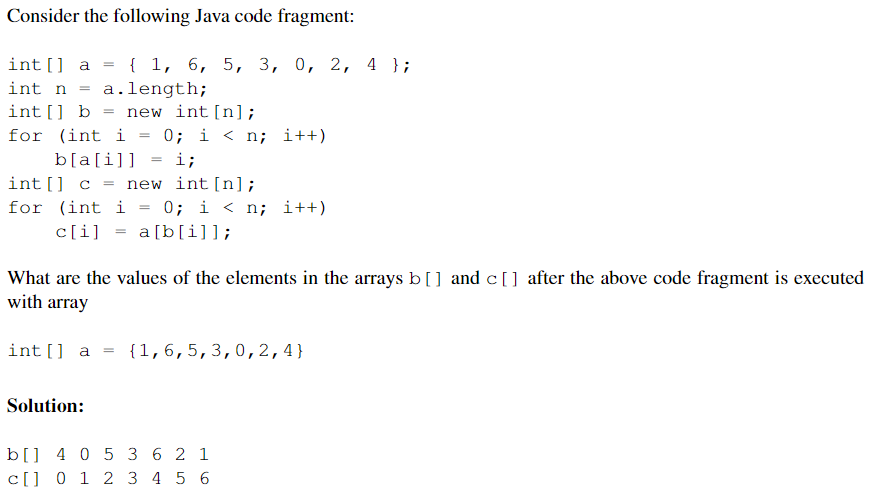 Consider the following Java code fragment:
int[] a = { 1, 6, 5, 3, 0, 2, 4 };
int n = a.length;
int[] b = new int[n];
for (int i = 0; i < n; i++)
    b[a[i]] = i;
int[] c = new int[n];
for (int i = 0; i < n; i++)
    c[i] = a[b[i]];
What are the values of the elements in the arrays b[] and c[] after the above code fragment is executed
with array
int[] a = {1,6,5,3,0,2,4}
Solution:
b[] 4 0 5 3 6 2 1
c[] 0 1 2 3 4 5 6